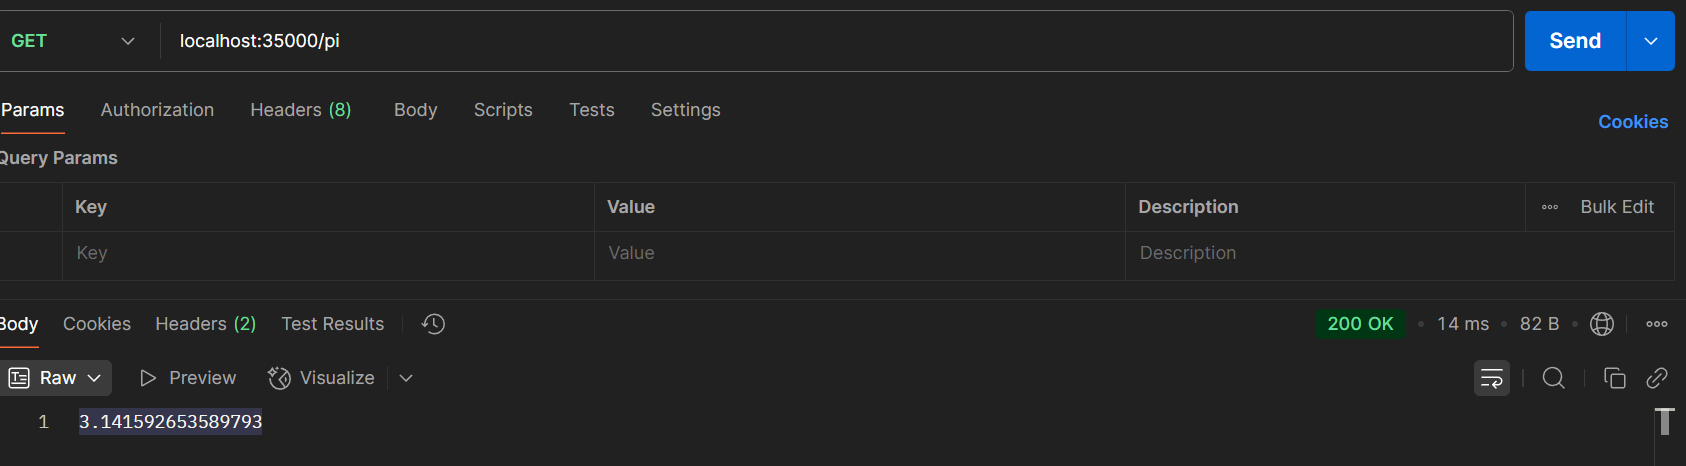 GET localhost:35000/pi Send
Params Authorization Headers (8) Body Scripts Tests Settings Cookies
Query Params
Key Value Description Bulk Edit
Key Value Description
Body Cookies Headers (2) Test Results 200 OK 14 ms 82 B
Raw Preview Visualize
1 3.141592653589793